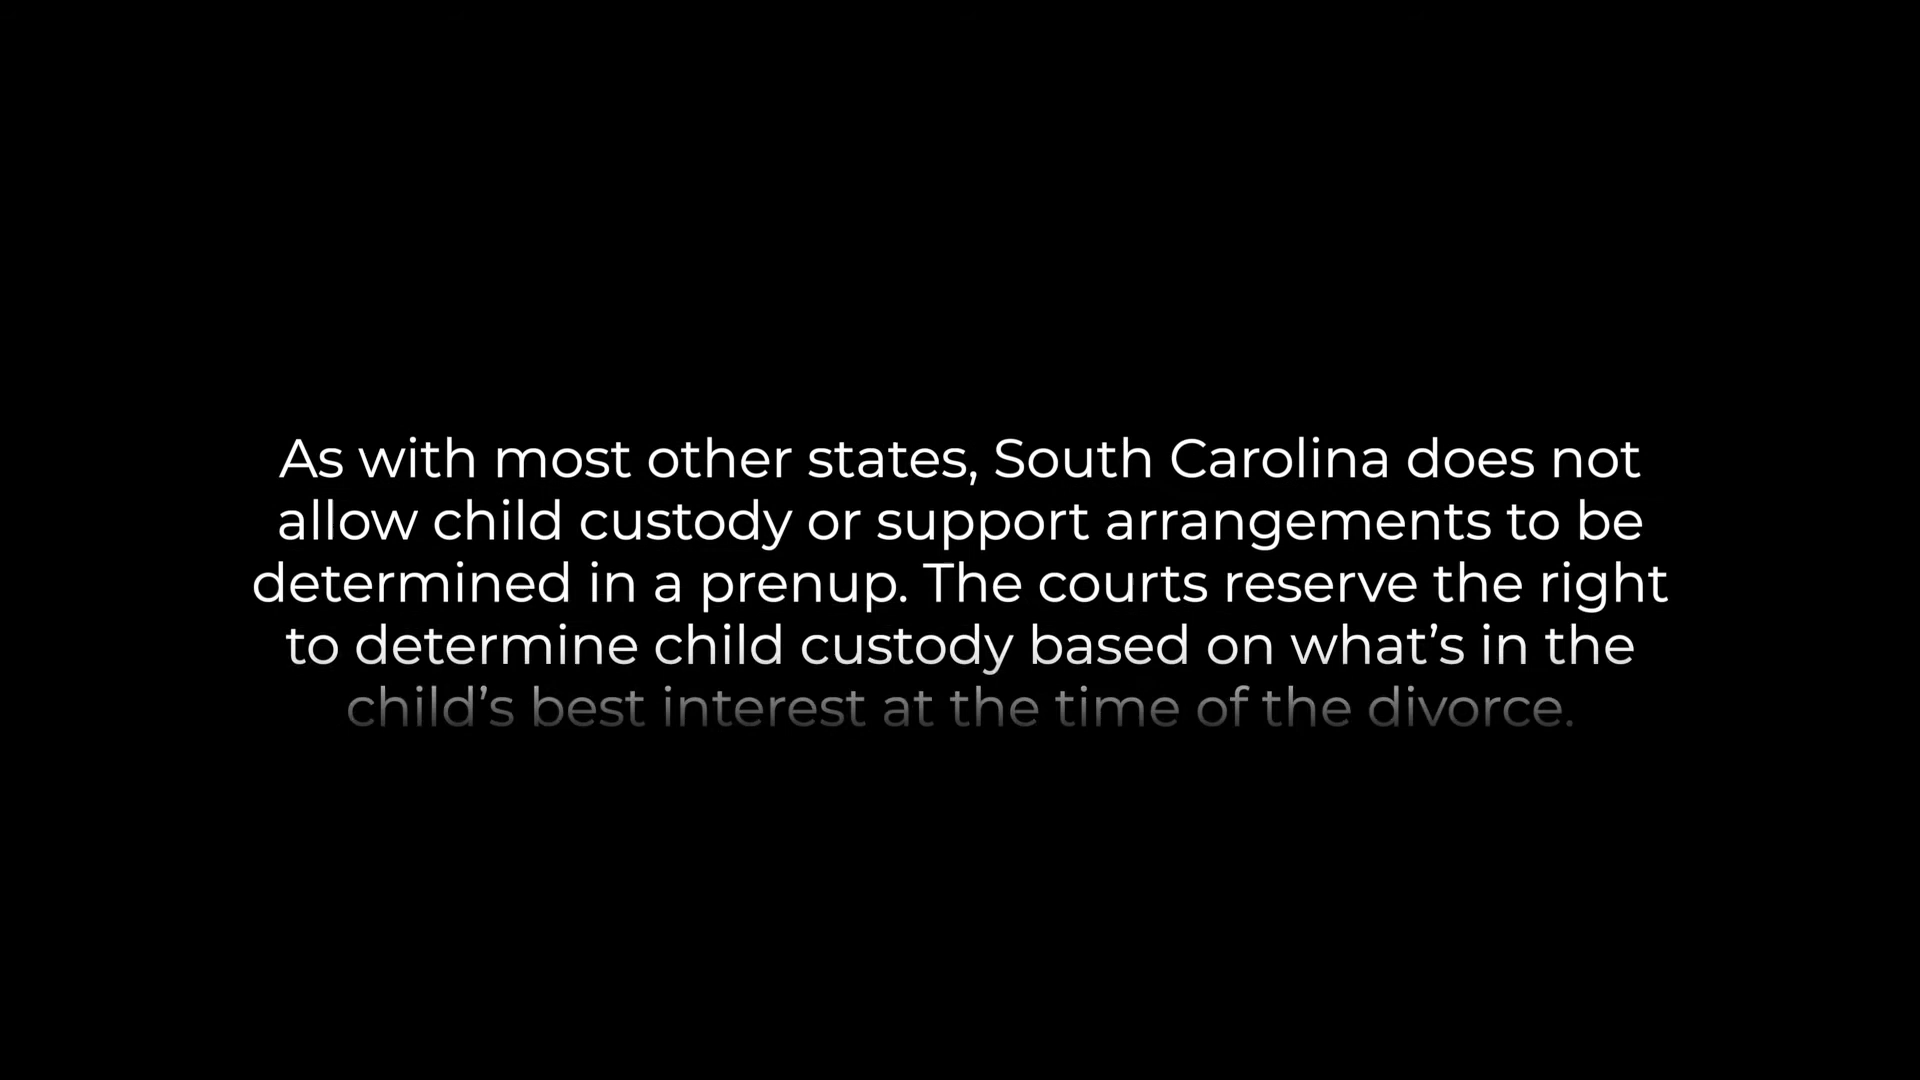 As with most other states, South Carolina does not
allow child custody or support arrangements to be
determined in a prenup. The courts reserve the right
to determine child custody based on what’s in the
child’s best interest at the time of the divorce.